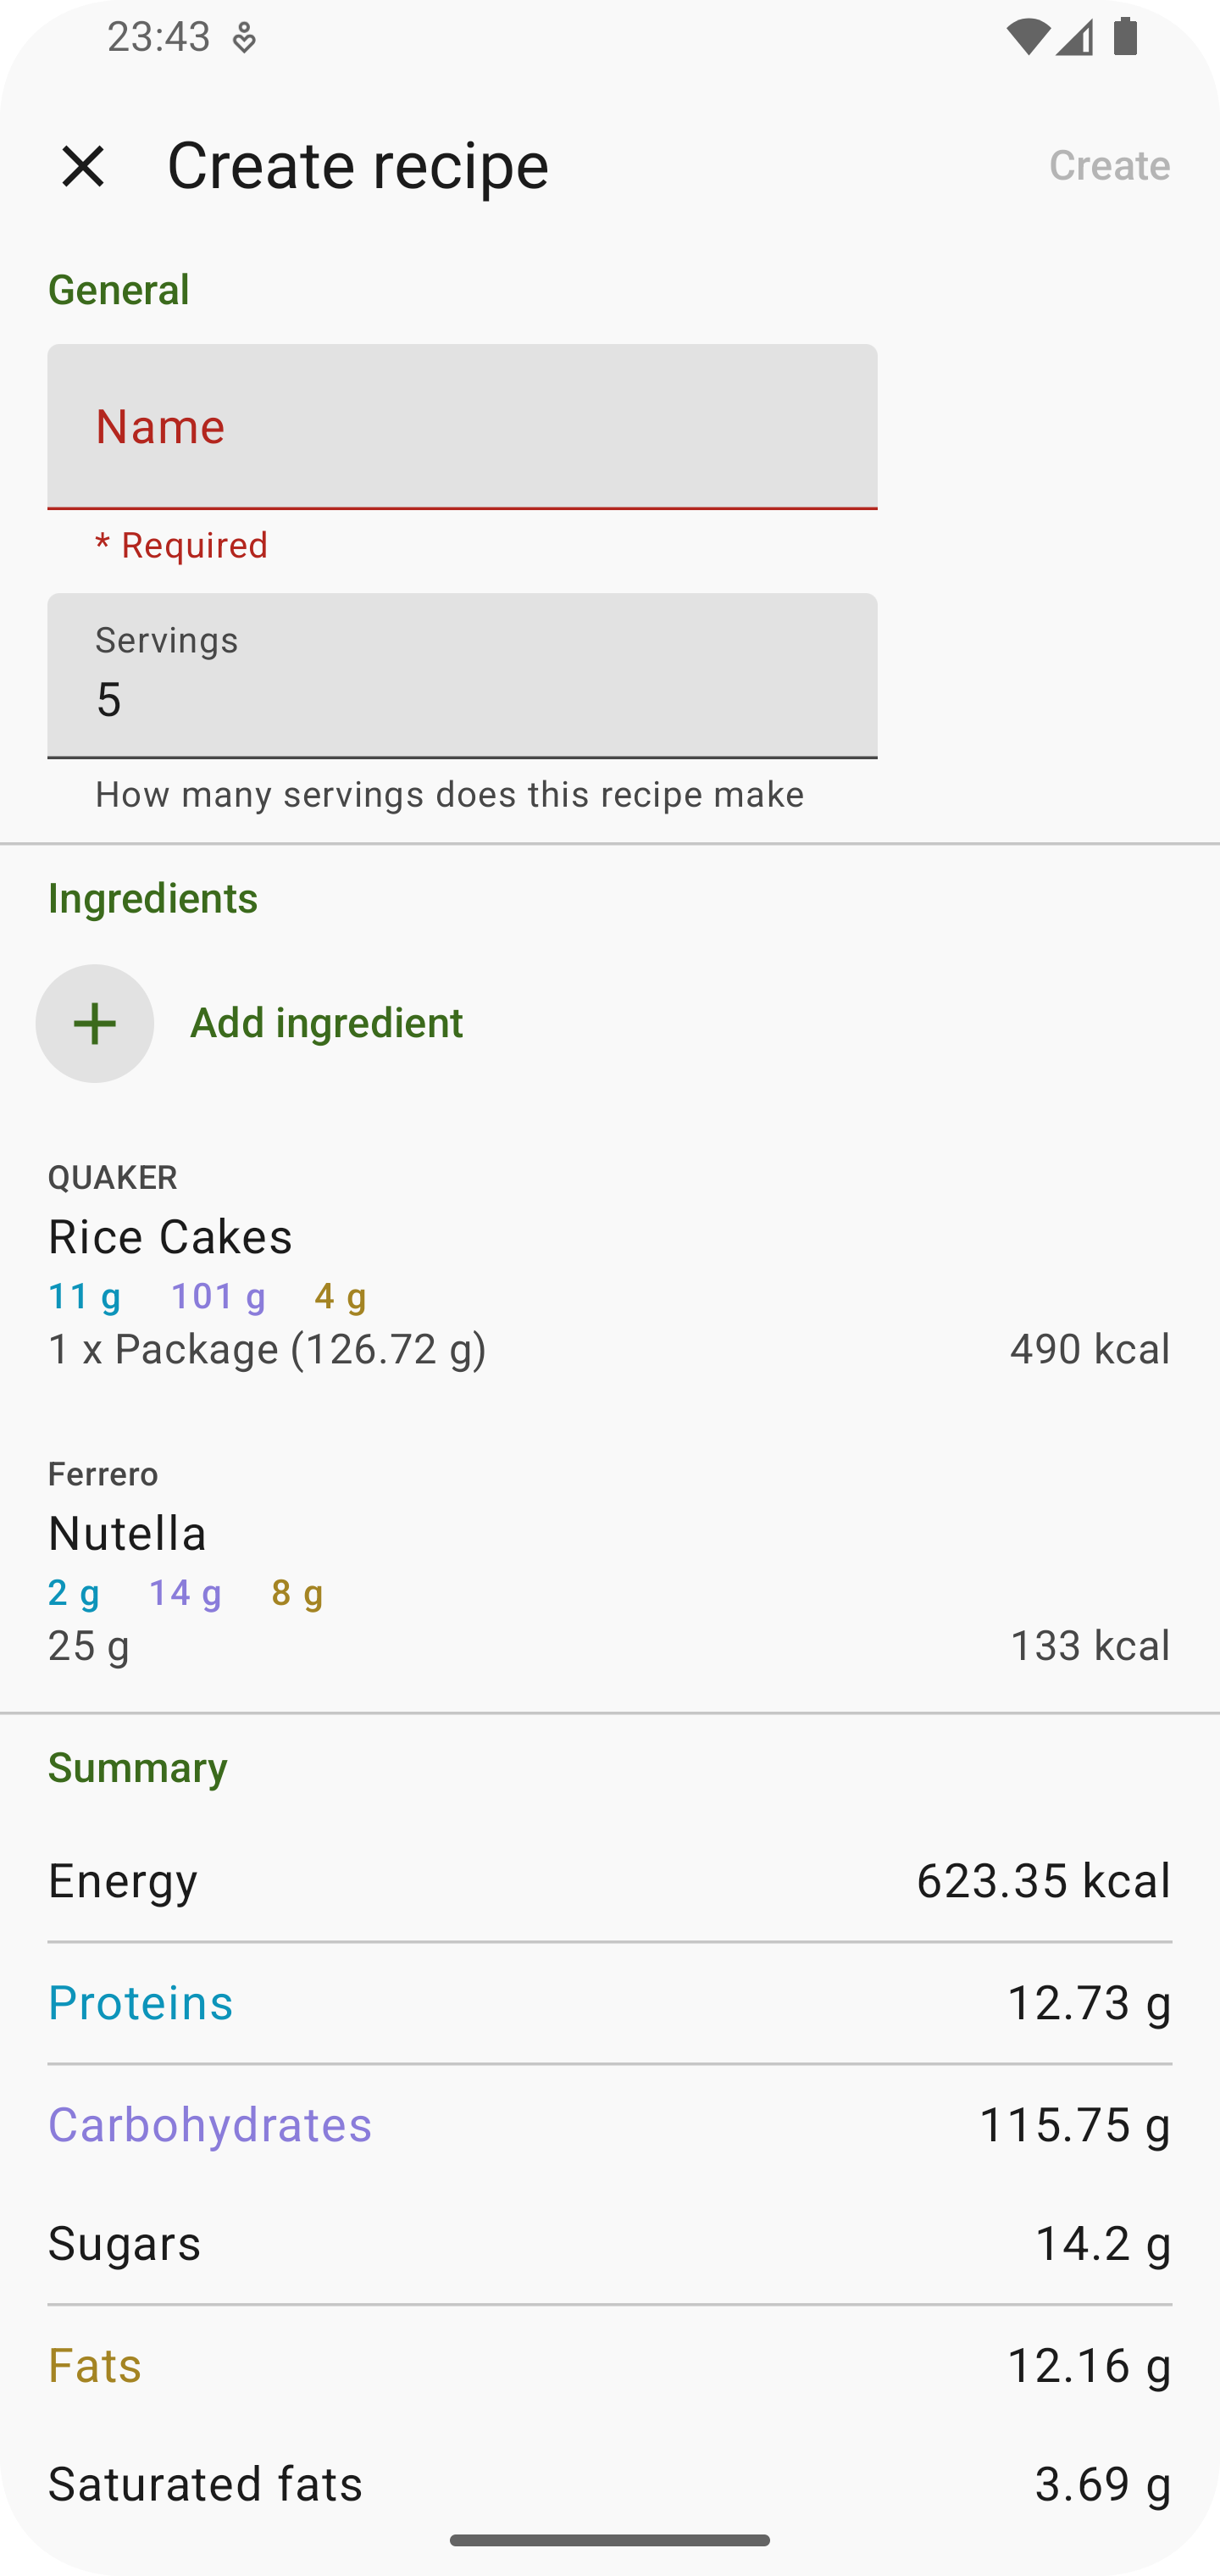 23:43
Create recipe Create
General
Name
* Required
Servings
5
How many servings does this recipe make
Ingredients
Add ingredient
QUAKER
Rice Cakes
11 g 101 g 4 g
1 x Package (126.72 g) 490 kcal
Ferrero
Nutella
2 g 14 g 8 g
25 g 133 kcal
Summary
Energy 623.35 kcal
Proteins 12.73 g
Carbohydrates 115.75 g
Sugars 14.2 g
Fats 12.16 g
Saturated fats 3.69 g